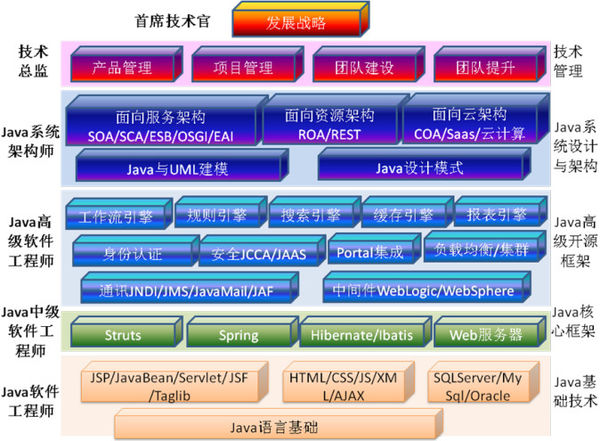 首席技术官
发展战略
技术
总监
产品管理
项目管理
团队建设
团队提升
技术
管理
Java系统
架构师
面向服务架构
SOA/SCA/ESB/OSGI/EAI
面向资源架构
ROA/REST
面向云架构
COA/Saas/云计算
Java与UML建模
Java设计模式
Java系
统设计
与架构
Java高
级软件
工程师
工作流引擎
规则引擎
搜索引擎
缓存引擎
报表引擎
身份认证
安全JCCA/JAAS
Portal集成
负载均衡/集群
通讯JNDI/JMS/JavaMail/JAF
中间件WebLogic/WebSphere
Java高
级开源
框架
Java中级
软件工
程师
Struts
Spring
Hibernate/Ibatis
Web服务器
Java核
心框架
Java软件
工程师
JSP/JavaBean/Servlet/JSF
/Taglib
HTML/CSS/JS/XM
L/AJAX
SQLServer/My
Sql/Oracle
Java语言基础
Java基
础技术